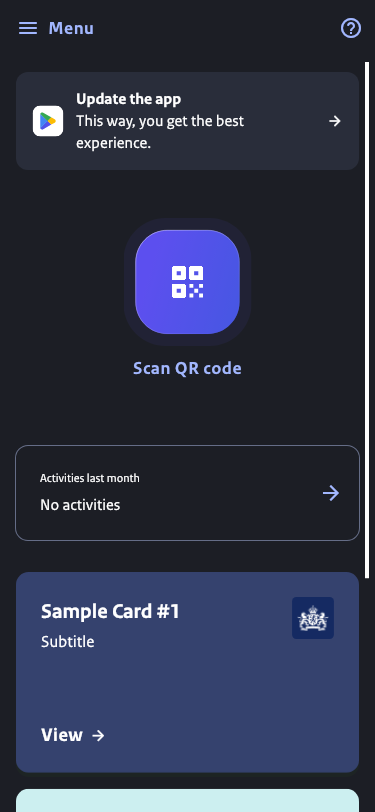 Menu
Update the app
This way, you get the best
experience.
Scan QR code
Activities last month
No activities
Sample Card #1
Subtitle
View